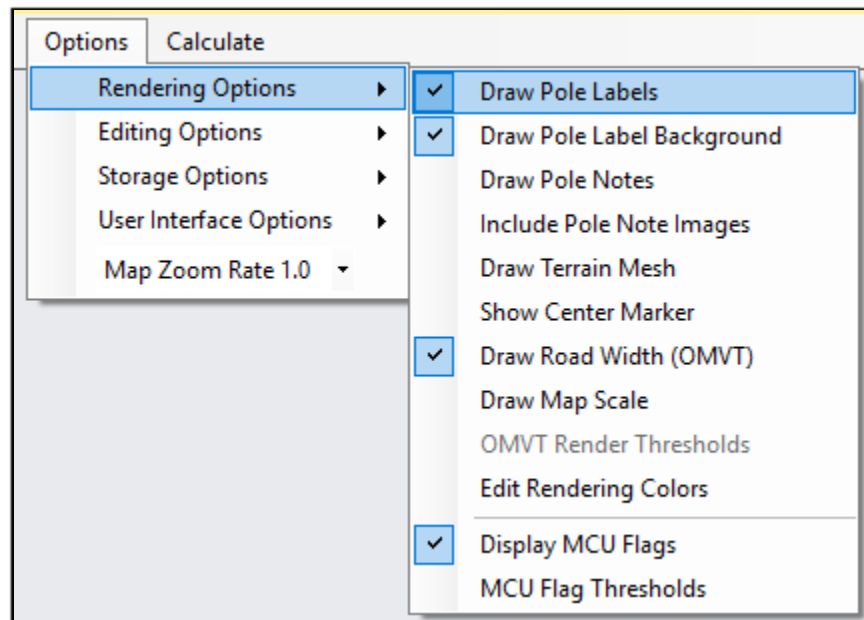 Options Calculate
Rendering Options
Editing Options
Storage Options
User Interface Options
Map Zoom Rate 1.0
Draw Pole Labels
Draw Pole Label Background
Draw Pole Notes
Include Pole Note Images
Draw Terrain Mesh
Show Center Marker
Draw Road Width (OMVT)
Draw Map Scale
OMVT Render Thresholds
Edit Rendering Colors
Display MCU Flags
MCU Flag Thresholds